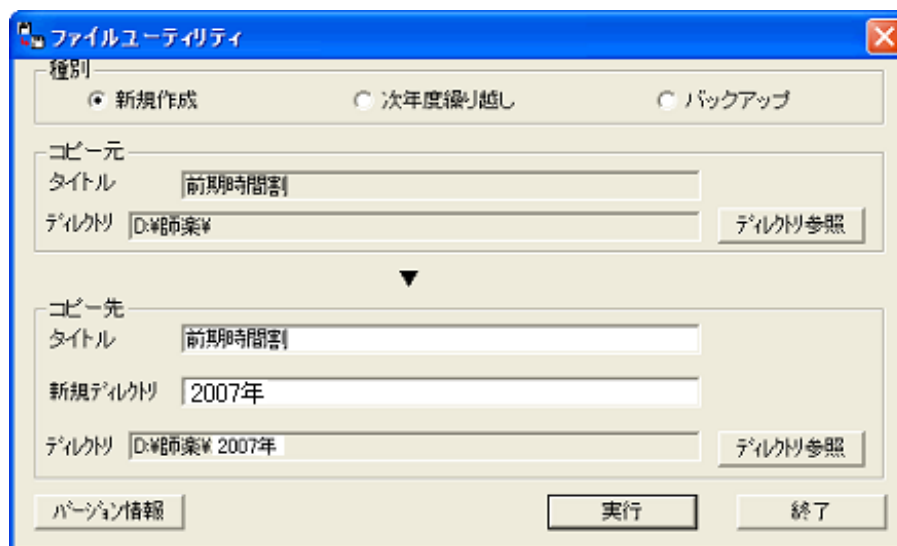 ファイルユーティリティ
種別
新規作成 次年度繰り越し バックアップ
コピー元
タイトル 前期時間割
ディレクトリ D:¥師楽¥ ディレクトリ参照
▼
コピー先
タイトル 前期時間割
新規ディレクトリ 2007年
ディレクトリ D:¥師楽¥ 2007年 ディレクトリ参照
バージョン情報 実行 終了